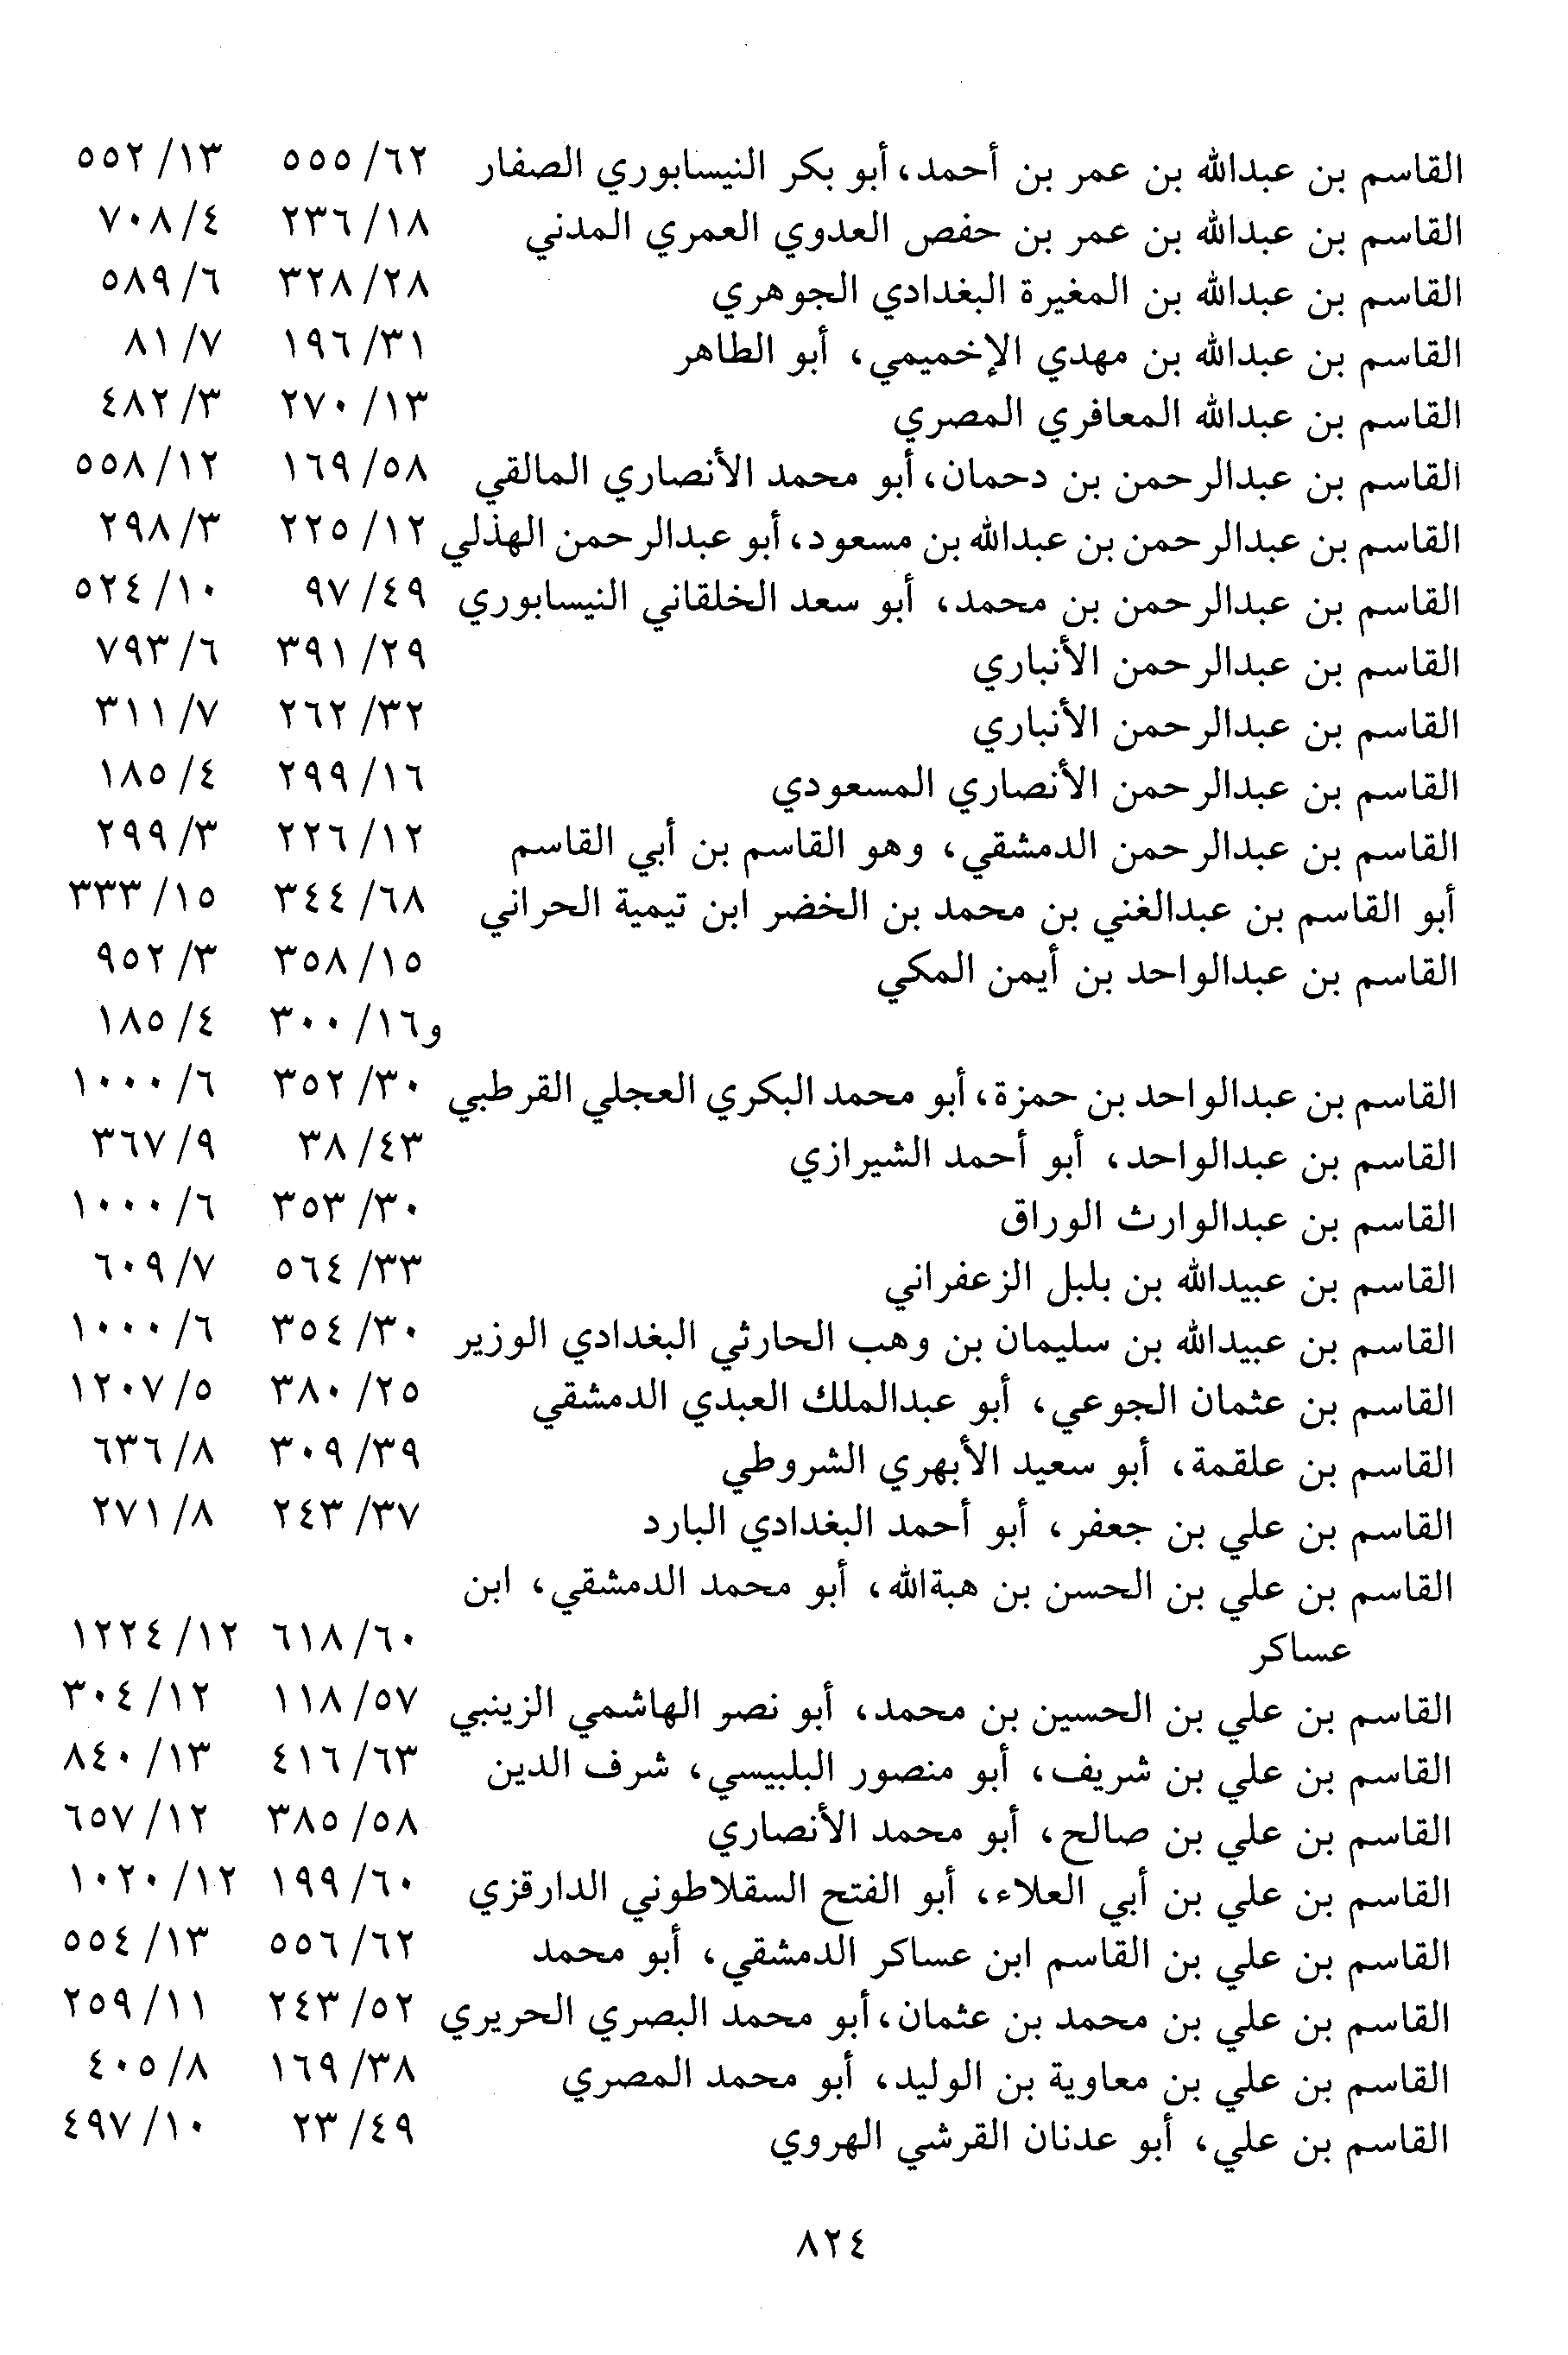 القاسم بن عبدالله بن عمر بن أحمد، أبو بكر النيسابوري الصفار ٦٢/ ٥٥٥ ١٣/ ٥٥٢
القاسم بن عبدالله بن عمر بن حفص العدوي العمري المدني ١٨/ ٢٣٦ ٤/ ٧٠٨
القاسم بن عبدالله بن المغيرة البغدادي الجوهري ٢٨/ ٣٢٨ ٦/ ٥٨٩
القاسم بن عبدالله بن مهدي الإخميمي، أبو الطاهر ٣١/ ١٩٦ ٧/ ٨١
القاسم بن عبدالله المعافري المصري ١٣/ ٢٧٠ ٣/ ٤٨٢
القاسم بن عبدالرحمن بن دحمان، أبو محمد الأنصاري المالقي ٥٨/ ١٦٩ ١٢/ ٥٥٨
القاسم بن عبدالرحمن بن عبدالله بن مسعود، أبو عبدالرحمن الهذلي ١٢/ ٢٢٥ ٣/ ٢٩٨
القاسم بن عبدالرحمن بن محمد، أبو سعد الخلقاني النيسابوري ٤٩/ ٩٧ ١٠/ ٥٢٤
القاسم بن عبدالرحمن الأنباري ٢٩/ ٣٩١ ٦/ ٧٩٣
القاسم بن عبدالرحمن الأنباري ٣٢/ ٢٦٢ ٧/ ٣١١
القاسم بن عبدالرحمن الأنصاري المسعودي ١٦/ ٢٩٩ ٤/ ١٨٥
القاسم بن عبدالرحمن الدمشقي، وهو القاسم بن أبي القاسم ١٢/ ٢٢٦ ٣/ ٢٩٩
أبو القاسم بن عبدالغني بن محمد بن الخضر ابن تيمية الحراني ٦٨/ ٣٤٤ ١٥/ ٣٣٣
القاسم بن عبدالواحد بن أيمن المكي ١٥/ ٣٥٨ ٣/ ٩٥٢
و١٦/ ٣٠٠ ٤/ ١٨٥
القاسم بن عبدالواحد بن حمزة، أبو محمد البكري العجلي القرطبي ٣٠/ ٣٥٢ ٦/ ١٠٠٠
القاسم بن عبدالواحد، أبو أحمد الشيرازي ٤٣/ ٣٨ ٩/ ٣٦٧
القاسم بن عبدالوارث الوراق ٣٠/ ٣٥٣ ٦/ ١٠٠٠
القاسم بن عبيدالله بن بلبل الزعفراني ٣٣/ ٥٦٤ ٧/ ٦٠٩
القاسم بن عبيدالله بن سليمان بن وهب الحارثي البغدادي الوزير ٣٠/ ٣٥٤ ٦/ ١٠٠٠
القاسم بن عثمان الجوعي، أبو عبدالملك العبدي الدمشقي ٢٥/ ٣٨٠ ٥/ ١٢٠٧
القاسم بن علقمة، أبو سعيد الأبهري الشروطي ٣٩/ ٣٠٩ ٨/ ٦٣٦
القاسم بن علي بن جعفر، أبو أحمد البغدادي البارد ٣٧/ ٢٤٣ ٨/ ٢٧١
القاسم بن علي بن الحسن بن هبةالله، أبو محمد الدمشقي، ابن
عساكر ٦٠/ ٦١٨ ١٢/ ١٢٢٤
القاسم بن علي بن الحسين بن محمد، أبو نصر الهاشمي الزينبي ٥٧/ ١١٨ ١٢/ ٣٠٤
القاسم بن علي بن شريف، أبو منصور البلبيسي، شرف الدين ٦٣/ ٤١٦ ١٣/ ٨٤٠
القاسم بن علي بن صالح، أبو محمد الأنصاري ٥٨/ ٣٨٥ ١٢/ ٦٥٧
القاسم بن علي بن أبي العلاء، أبو الفتح السقلاطوني الدارقزي ٦٠/ ١٩٩ ١٢/ ١٠٢٠
القاسم بن علي بن القاسم ابن عساكر الدمشقي، أبو محمد ٦٢/ ٥٥٦ ١٣/ ٥٥٤
القاسم بن علي بن محمد بن عثمان، أبو محمد البصري الحريري ٥٢/ ٢٤٣ ١١/ ٢٥٩
القاسم بن علي بن معاوية بن الوليد، أبو محمد المصري ٣٨/ ١٦٩ ٨/ ٤٠٥
القاسم بن علي، أبو عدنان القرشي الهروي ٤٩/ ٢٣ ١٠/ ٤٩٧
٨٢٤